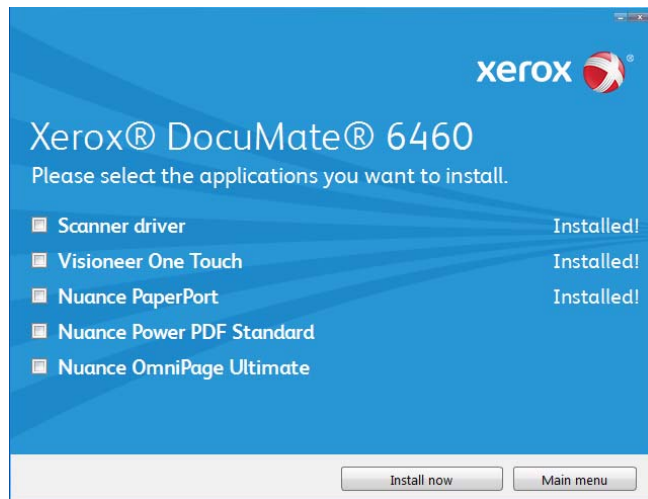 xerox ®
Xerox® DocuMate® 6460
Please select the applications you want to install.
Scanner driver Installed!
Visioneer One Touch Installed!
Nuance PaperPort Installed!
Nuance Power PDF Standard
Nuance OmniPage Ultimate
Install now Main menu